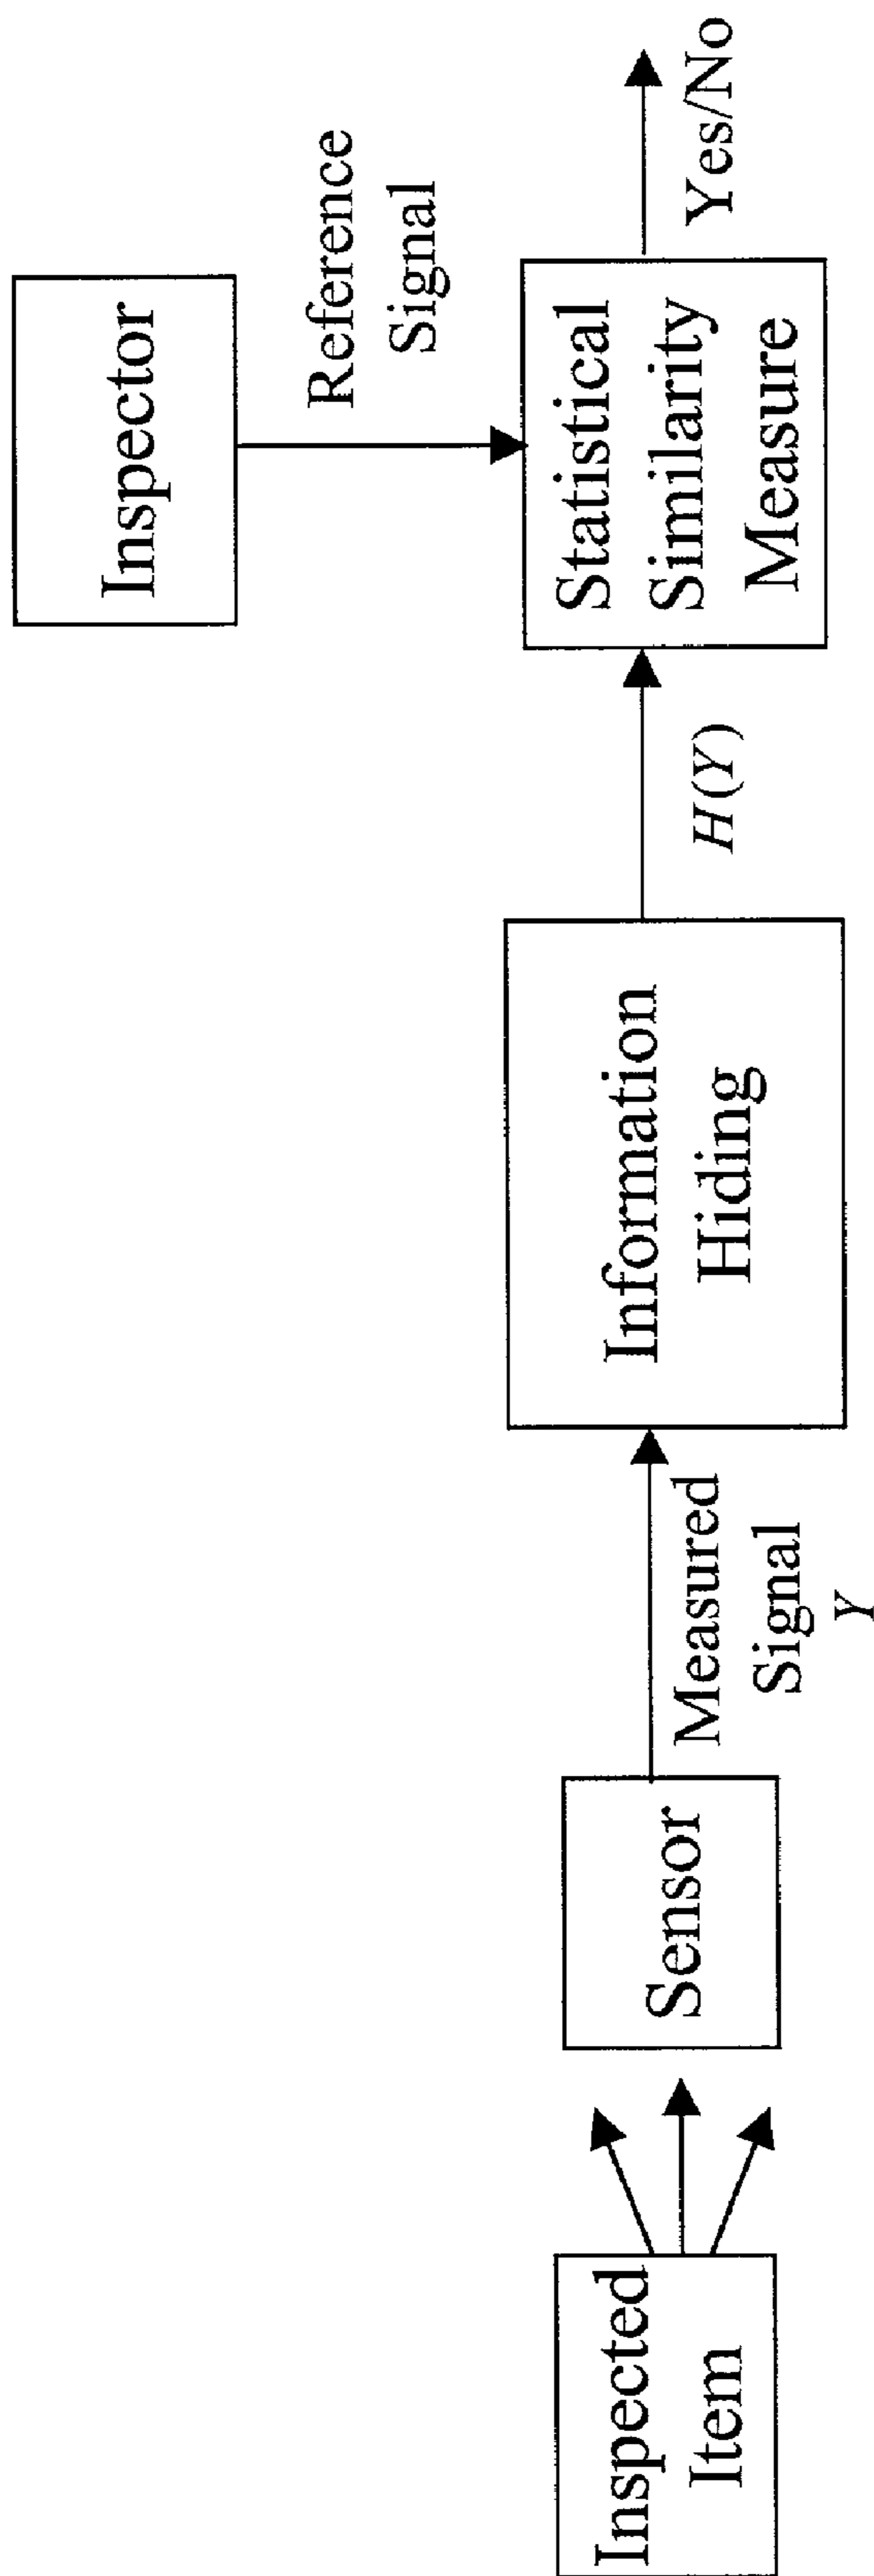 Inspector
Reference
Signal
Inspected
Item
Sensor
Measured
Signal
Y
Information
Hiding
H(Y)
Statistical
Similarity
Measure
Yes/No